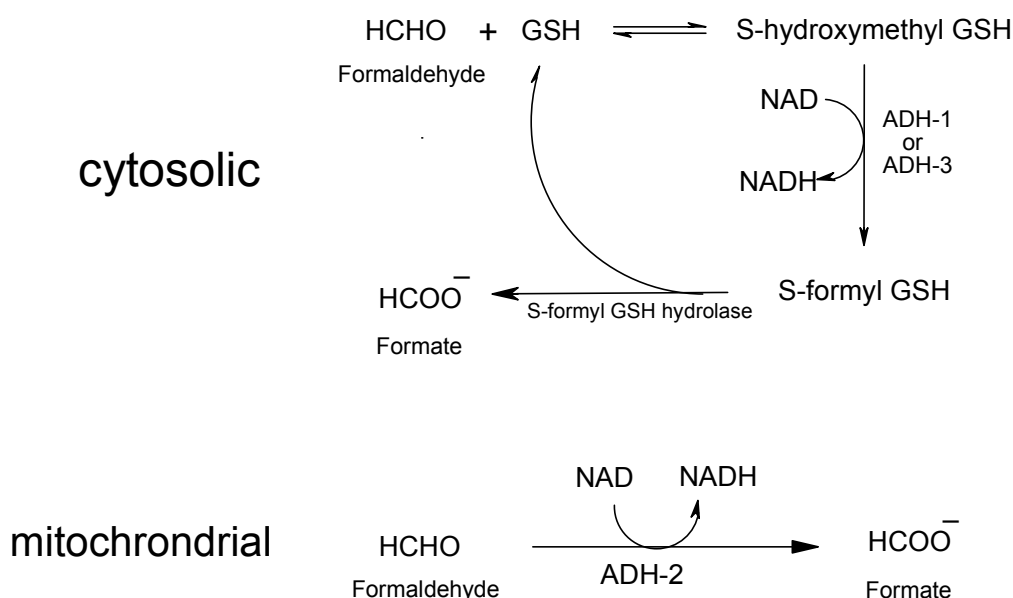 HCHO + GSH S-hydroxymethyl GSH
Formaldehyde
NAD
ADH-1
or
ADH-3
cytosolic
NADH
HCOO– S-formyl GSH
S-formyl GSH hydrolase
Formate
NAD NADH
mitochrondrial HCHO HCOO–
ADH-2
Formaldehyde Formate